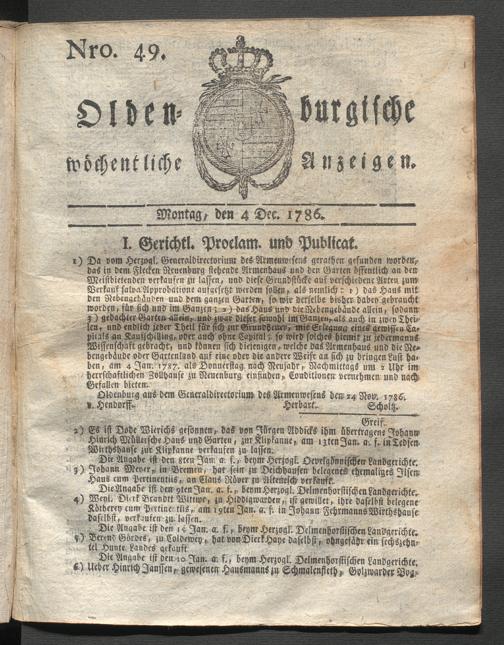 Nro. 49.
Olden- burgische
wöchentliche Anzeigen.
Montag, den 4 Dec. 1786.
I. Gerichtl. Proclam. und Publicat.
1) Da vom Herzogl. Generaldirectorium des Armenwesens gerathen gefunden worden,
das in dem Flecken Neuenburg stehende Armenhaus und den Garten öffentlich an den
Meistbietenden verkaufen zu lassen, und diese Grundstücke auf verschiedene Arten zum
Verkauf salva Approbatione aufgesetzt werden sollen, als nemlich: 1) das Haus mit
den Nebengebäuden und dem ganzen Garten, so wir derselbe bisher dabey gebraucht
worden, für sich und im Ganzen; 2) das Haus und die Nebengebäude allein, sodann
3) gedachter Garten allein, und zwar dieser sowohl im Ganzen, als auch in zwey Thei-
len, und endlich jeder Theil für sich zur Grundheuer, mit Erlegung eines gewissen Ca-
pitals an Kaufschilling, oder auch ohne Capital; so wird solches hiemit zu jedermanns
Wissenschaft gebracht, und können sich diejenigen, welche das Armenhaus und die Ne-
bengebäude oder Gartenland auf eine oder die andere Weise an sich zu bringen Lust ha-
ben, am 4 Jan. 1787. als Donnerstag nach Neujahr, Nachmittags um 2 Uhr im
herrschaftlichen Zollhause zu Neuenburg einfinden, Conditionen vernehmen und nach
Gefallen bieten.
Oldenburg aus dem Generaldirectorium des Armenwesens den 24 Nov. 1786.
v. Hendorff. Herbart. Scholtz.
Greif.
2) Es ist Dode Wierichs gesonnen, das von Jürgen Addicks ihm übertragene Johann
Hinrich Müllersche Haus und Garten, zur Klipkanne, am 13ten Jan. a. f. in Tedsen
Wirthshause zur Klipkanne verkaufen zu lassen.
Die Angabe ist den 8ten Jan. a. f., beym Herzogl. Ovelgönnischen Landgerichte.
3) Johann Meyer, in Bremen, hat sein zu Deichhausen belegenes ehemaliges Ilsen
Haus cum Pertinentiis, an Claus Röver zu Altenesch verkauft.
Die Angabe ist den 9ten Jan. a. f., beym Herzogl. Delmenhorstischen Landgerichte.
4) Weyl. Dierk Brandt Wittwe, zu Hiddigwarden, ist gewillet, ihre daselbst belegene
Kötherey cum Pertinentiis, am 19ten Jan. a. f. in Johann Fehrmanns Wirthshause
daselbst, verkaufen zu lassen.
Die Angabe ist den 16 Jan. a. f., beym Herzogl. Delmenhorstischen Landgerichte.
5) Berend Gördes, zu Coldewey, hat von Dierk Haye daselbst, ohngefähr ein sechszehn-
tel Hunte Landes gekauft.
Die Angabe ist den 10 Jan. a. f., beym Herzogl. Delmenhorstischen Landgerichte.
6) Ueber Hinrich Janssen, gewesenen Hausmanns zu Schmalenfleth, Golzwarder Vog-